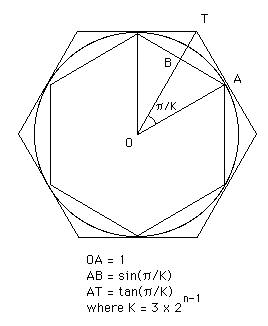 T
B
A
π/K
O
OA = 1
AB = sin(π/K)
AT = tan(π/K)
where K = 3 x 2^n-1